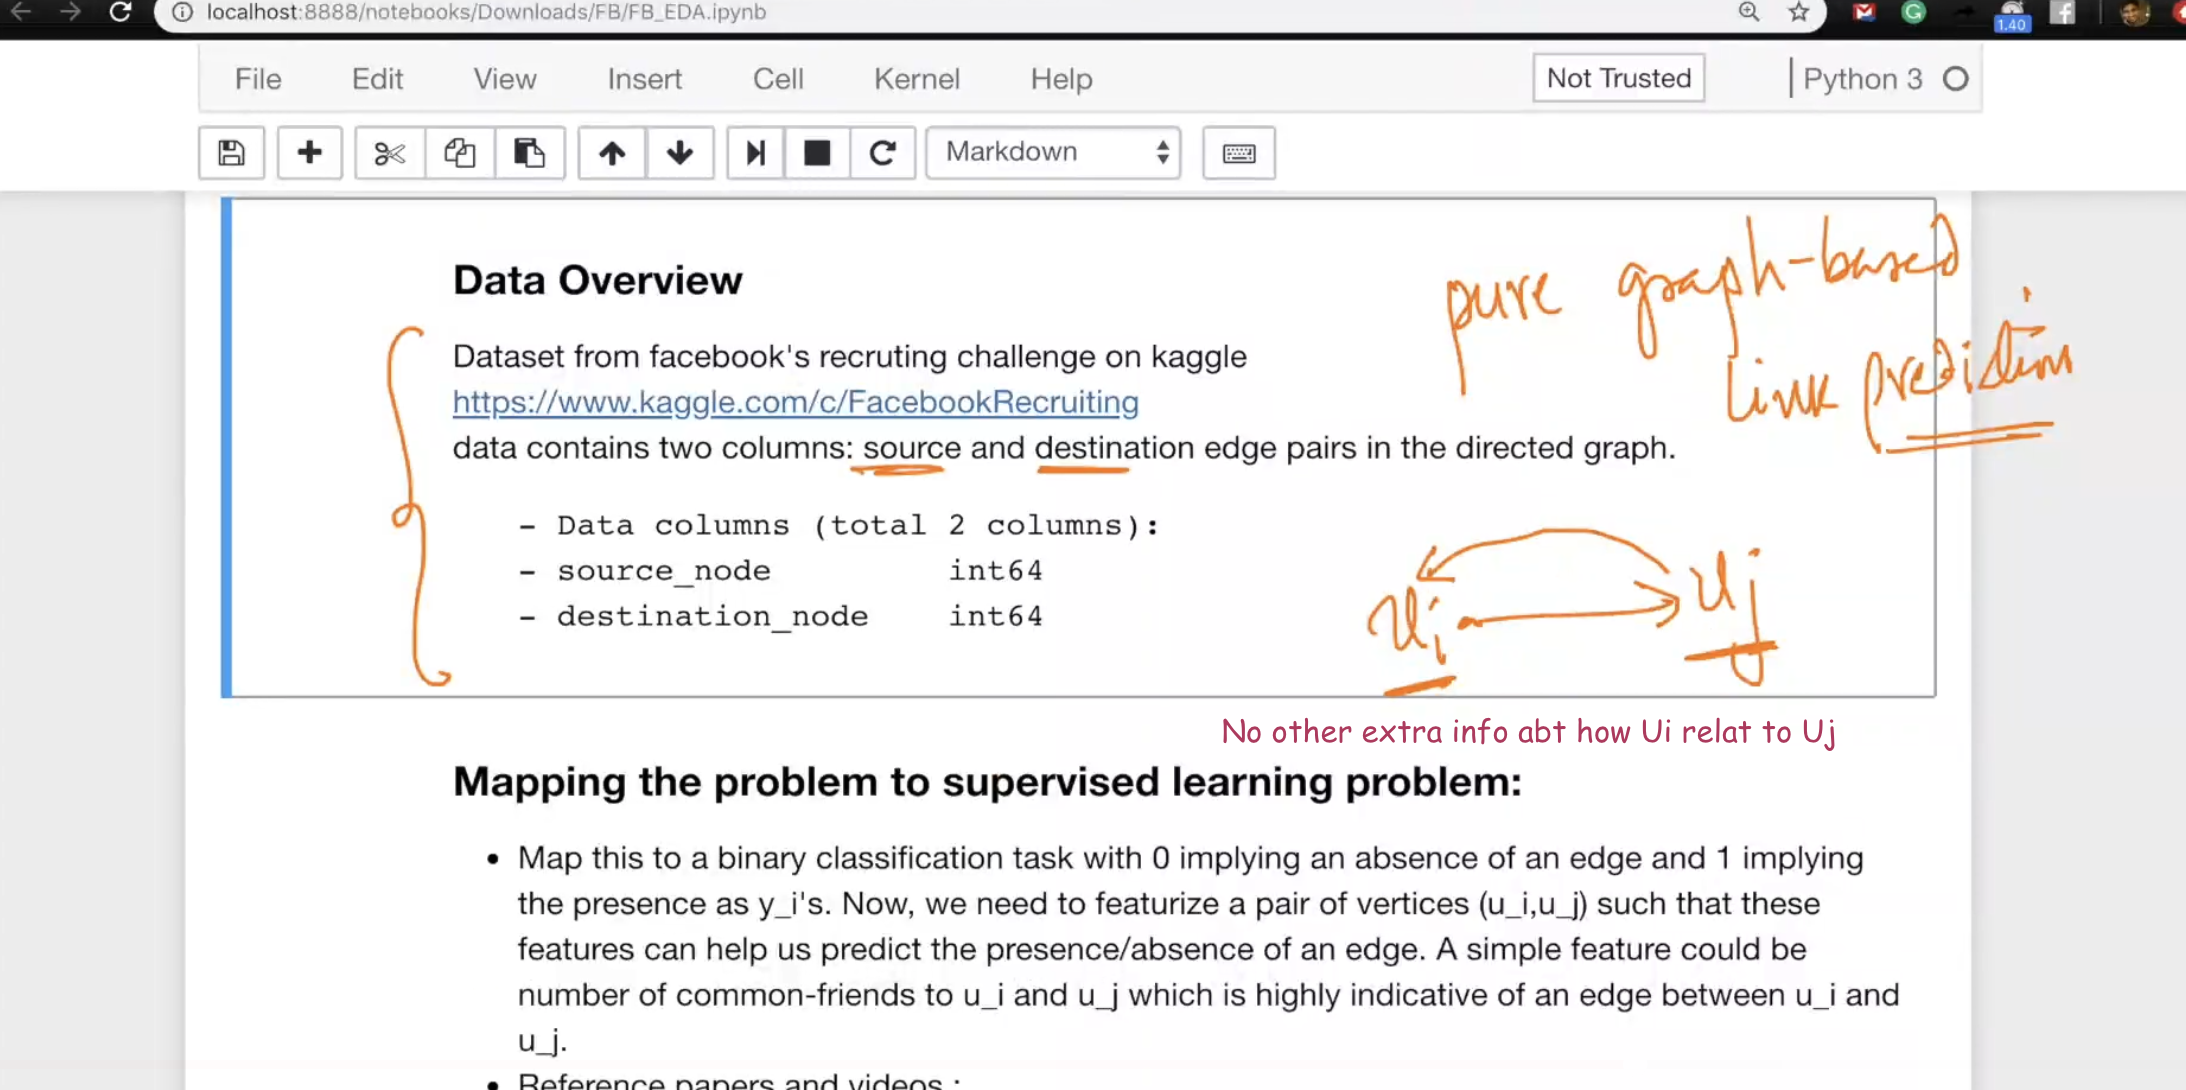 localhost:8888/notebooks/Downloads/FB/FB_EDA.ipynb
1.40
File Edit View Insert Cell Kernel Help Not Trusted Python 3
Markdown
Data Overview
pure graph-based
link prediction
Dataset from facebook's recruting challenge on kaggle
https://www.kaggle.com/c/FacebookRecruiting
data contains two columns: source and destination edge pairs in the directed graph.
- Data columns (total 2 columns):
- source_node int64
- destination_node int64
ui uj
No other extra info abt how Ui relat to Uj
Mapping the problem to supervised learning problem:
• Map this to a binary classification task with 0 implying an absence of an edge and 1 implying
the presence as y_i's. Now, we need to featurize a pair of vertices (u_i,u_j) such that these
features can help us predict the presence/absence of an edge. A simple feature could be
number of common-friends to u_i and u_j which is highly indicative of an edge between u_i and
u_j.
• Reference papers and videos :